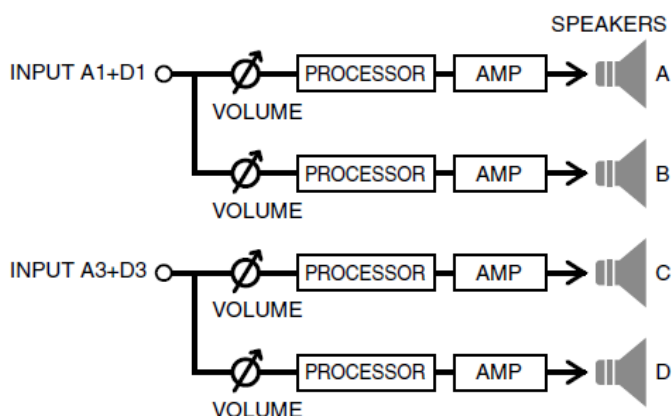 SPEAKERS
INPUT A1+D1 PROCESSOR AMP A
VOLUME
PROCESSOR AMP B
VOLUME
INPUT A3+D3 PROCESSOR AMP C
VOLUME
PROCESSOR AMP D
VOLUME